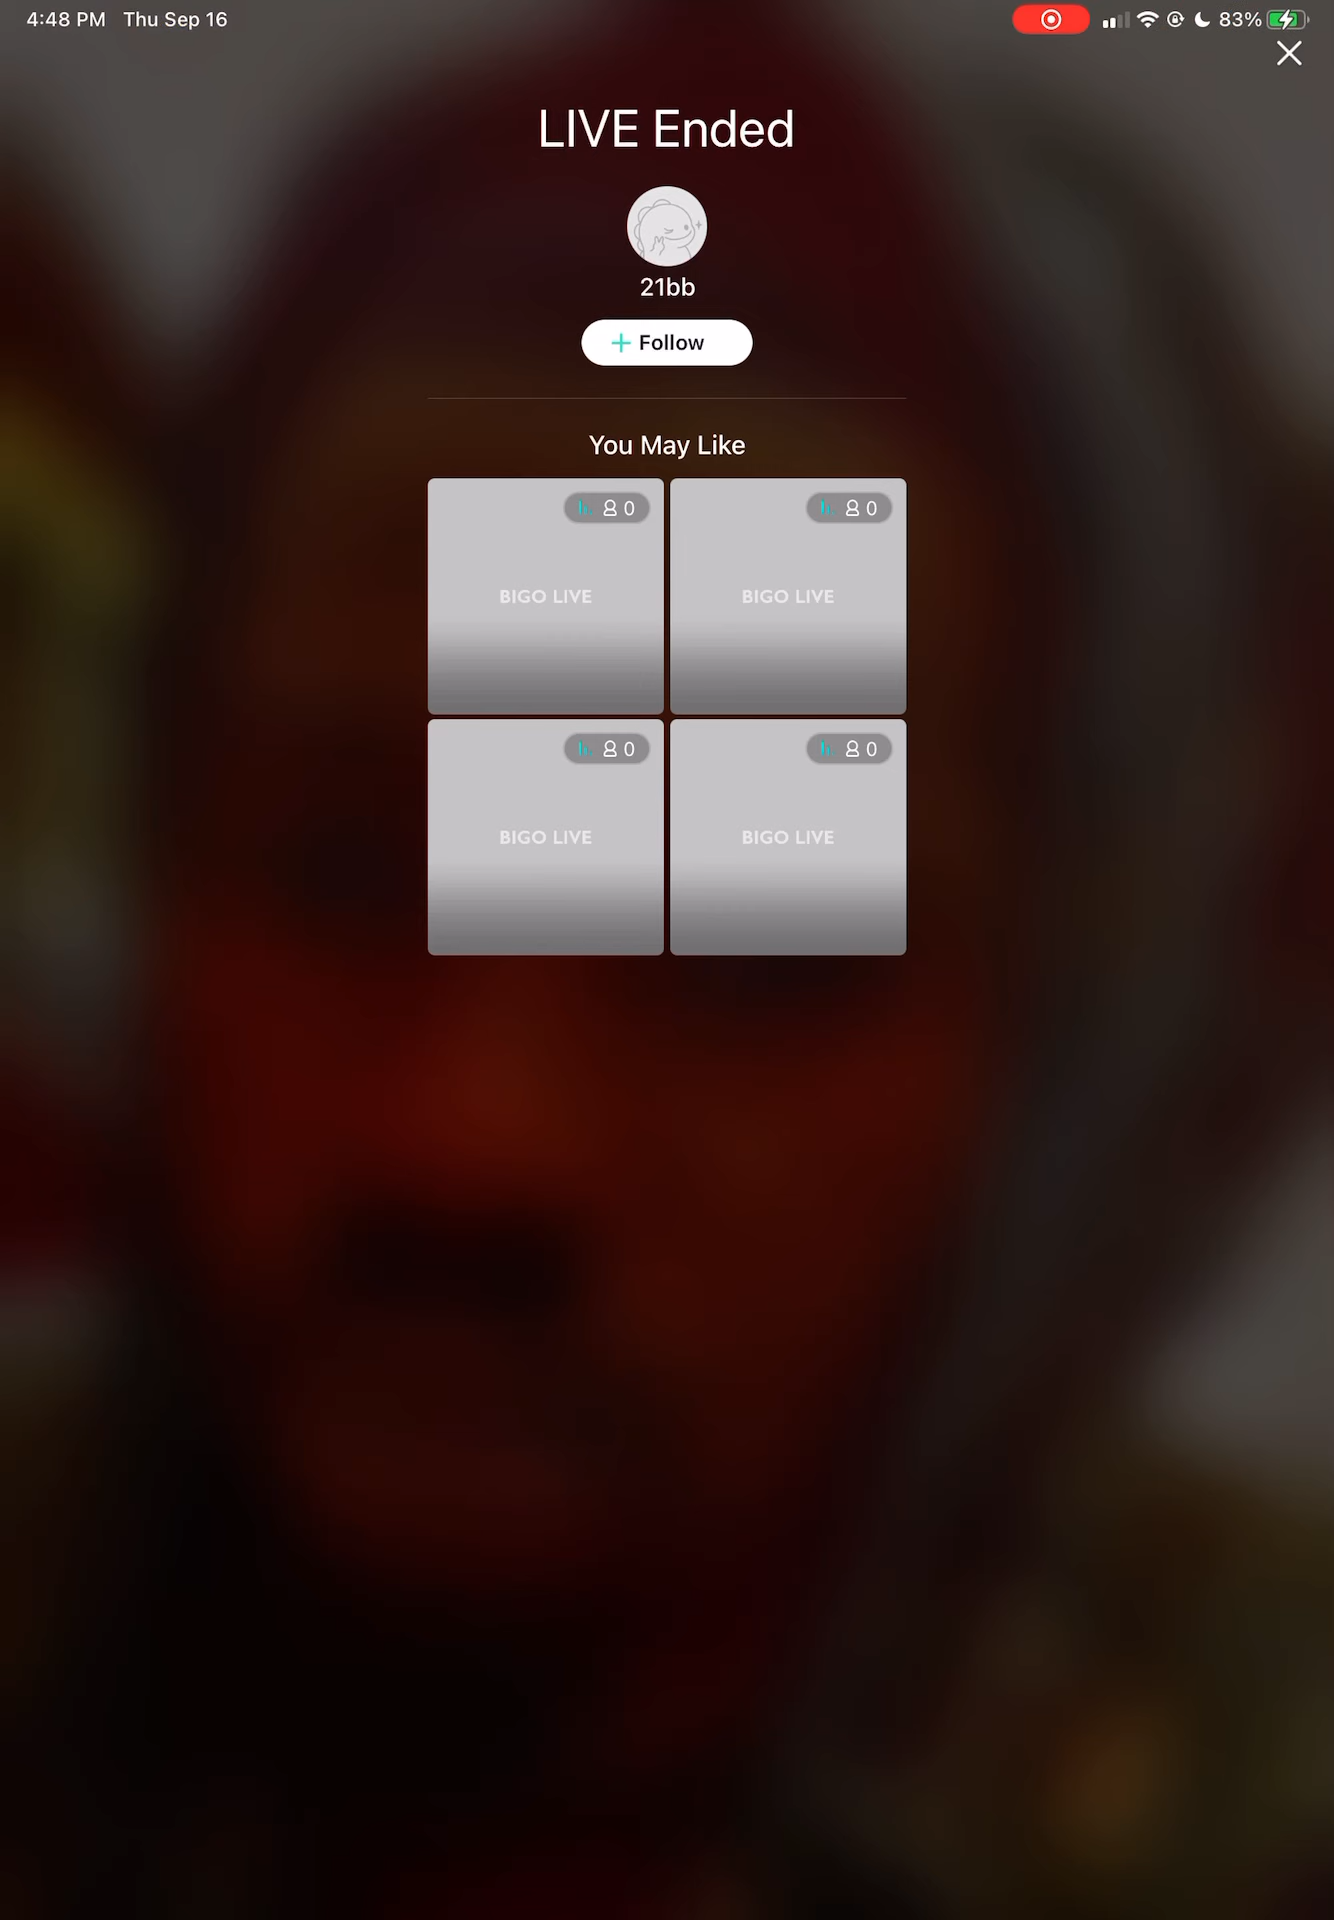 4:48 PM Thu Sep 16 83%
LIVE Ended
21bb
+ Follow
You May Like
0 0
BIGO LIVE BIGO LIVE
0 0
BIGO LIVE BIGO LIVE